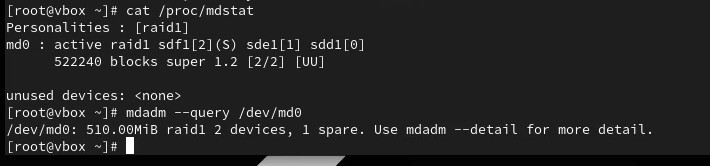 [root@vbox ~]# cat /proc/mdstat
Personalities : [raid1]
md0 : active raid1 sdf1[2](S) sde1[1] sdd1[0]
      522240 blocks super 1.2 [2/2] [UU]

unused devices: <none>
[root@vbox ~]# mdadm --query /dev/md0
/dev/md0: 510.00MiB raid1 2 devices, 1 spare. Use mdadm --detail for more detail.
[root@vbox ~]#